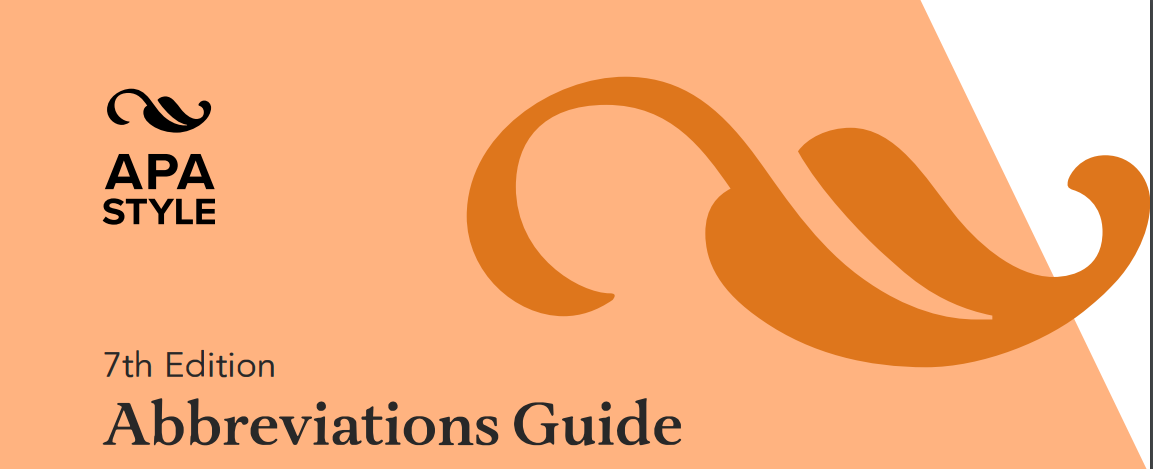 APA
STYLE
7th Edition
Abbreviations Guide